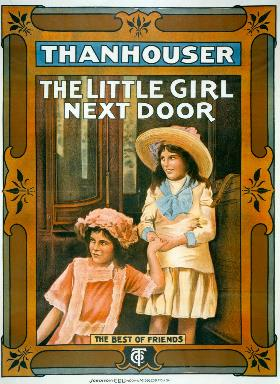 THANHOUSER
THE LITTLE GIRL
NEXT DOOR
THE BEST OF FRIENDS